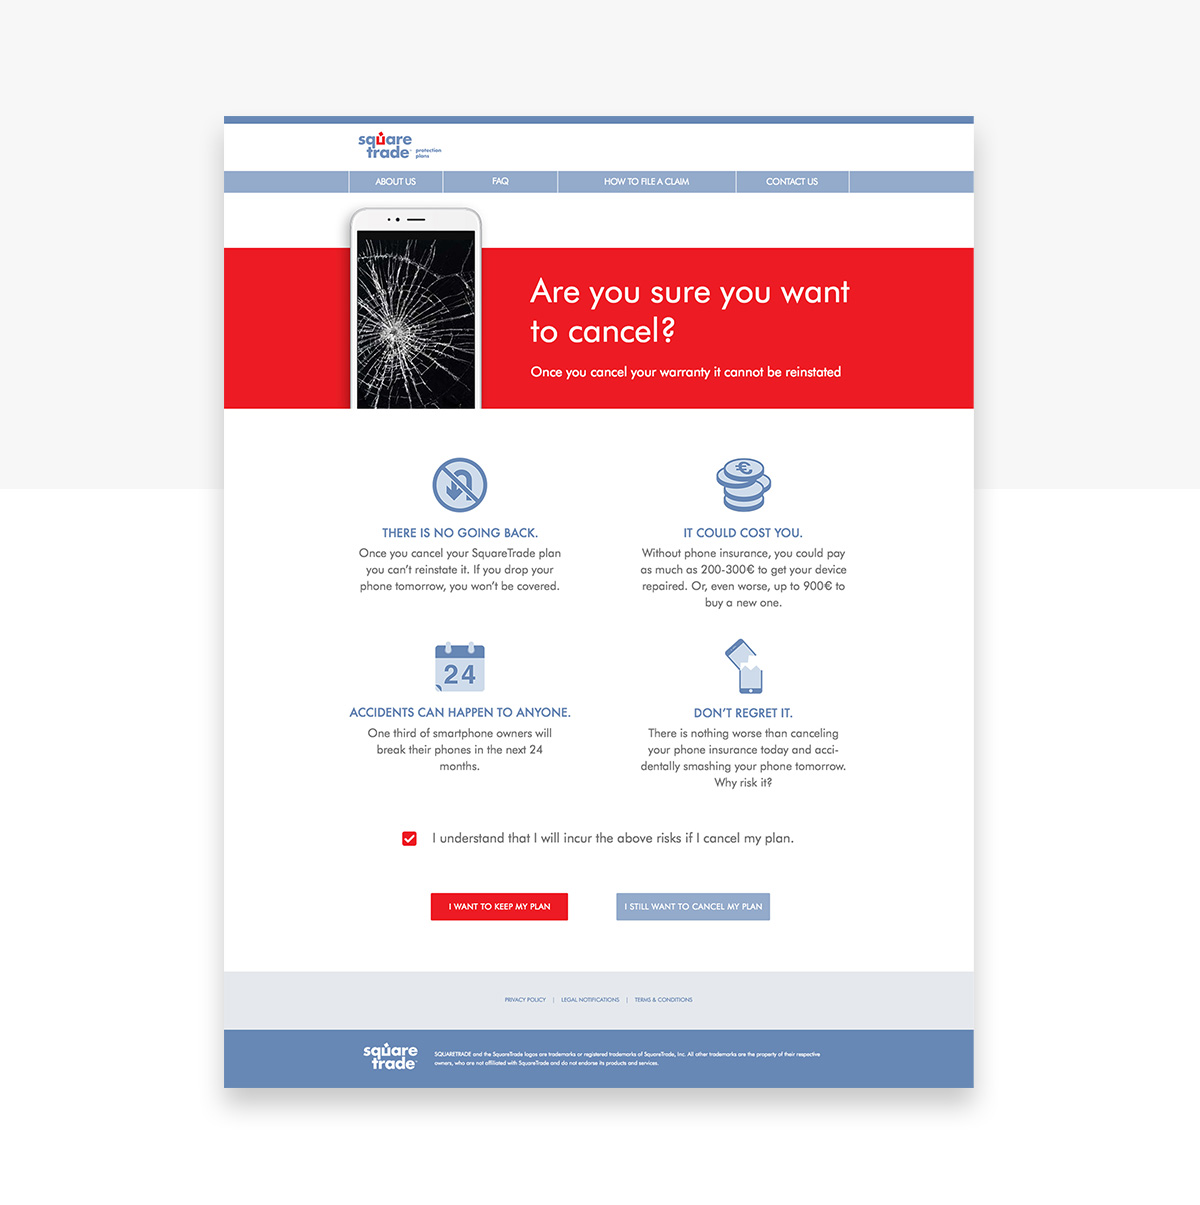 square
trade
protection
plans
ABOUT US
FAQ
HOW TO FILE A CLAIM
CONTACT US
Are you sure you want
to cancel?
Once you cancel your warranty it cannot be reinstated
THERE IS NO GOING BACK.
Once you cancel your SquareTrade plan
you can't reinstate it. If you drop your
phone tomorrow, you won't be covered.
€
IT COULD COST YOU.
Without phone insurance, you could pay
as much as 200-300€ to get your device
repaired. Or, even worse, up to 900€ to
buy a new one.
24
ACCIDENTS CAN HAPPEN TO ANYONE.
One third of smartphone owners will
break their phones in the next 24
months.
DON'T REGRET IT.
There is nothing worse than canceling
your phone insurance today and acci-
dentally smashing your phone tomorrow.
Why risk it?
I understand that I will incur the above risks if I cancel my plan.
I WANT TO KEEP MY PLAN
I STILL WANT TO CANCEL MY PLAN
PRIVACY POLICY | LEGAL NOTIFICATIONS | TERMS & CONDITIONS
square
trade
SQUARETRADE and the SquareTrade logos are trademarks or registered trademarks of SquareTrade, Inc. All other trademarks are the property of their respective
owners, who are not affiliated with SquareTrade and do not endorse its products and services.